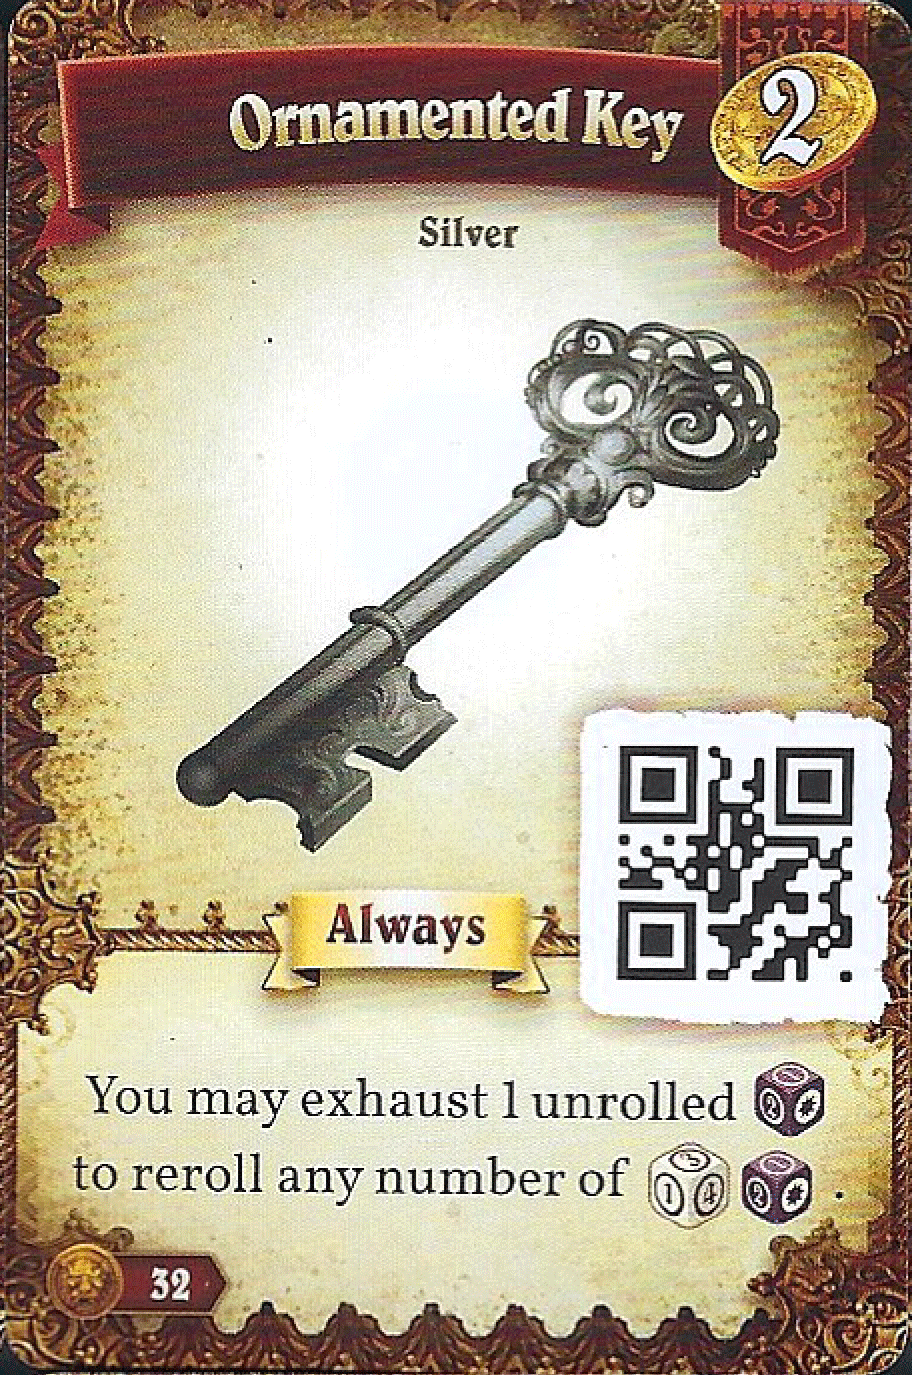 Ornamented Key
2
Silver
Always
You may exhaust 1 unrolled
to reroll any number of .
32